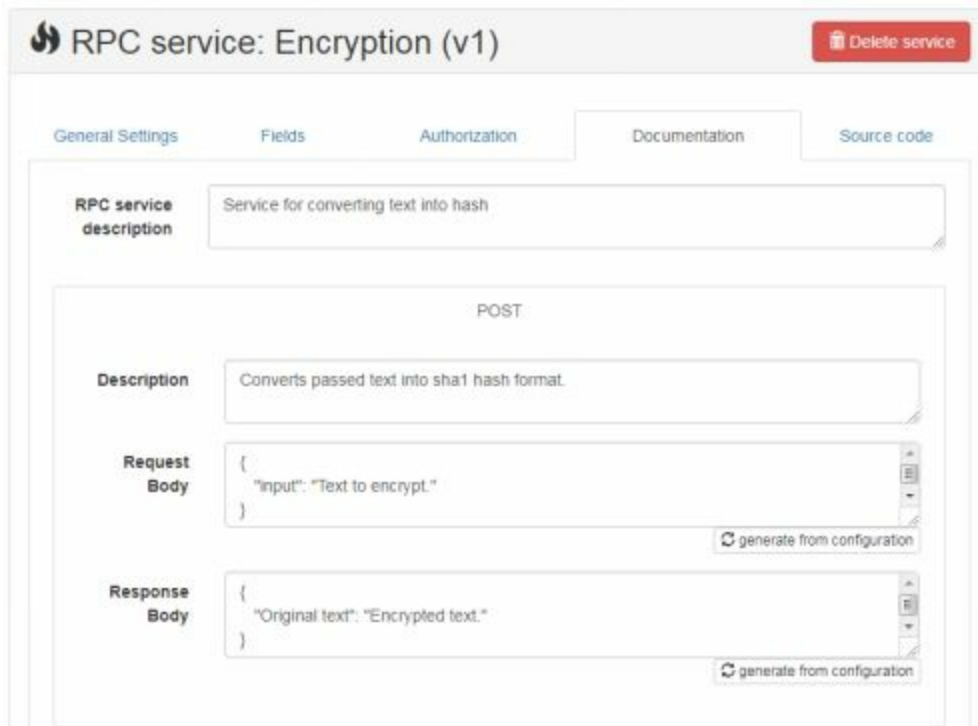 RPC service: Encryption (v1)
Delete service
General Settings
Fields
Authorization
Documentation
Source code
RPC service
description
Service for converting text into hash
POST
Description
Converts passed text into sha1 hash format.
Request
Body
{
"input": "Text to encrypt."
}
generate from configuration
Response
Body
{
"Original text": "Encrypted text."
}
generate from configuration